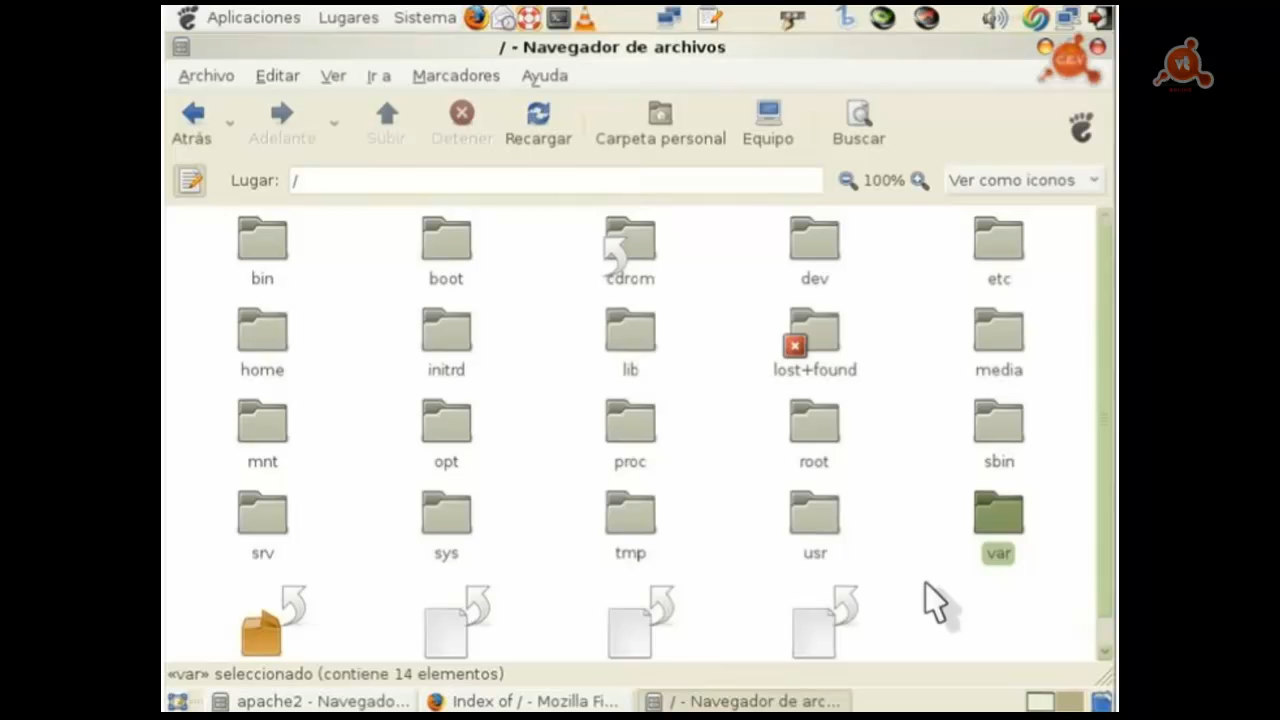 Aplicaciones Lugares Sistema
/ - Navegador de archivos
Archivo Editar Ver Ir a Marcadores Ayuda
Atrás Adelante Subir Detener Recargar Carpeta personal Equipo Buscar
Lugar: / 100% Ver como iconos
bin boot cdrom dev etc
home initrd lib lost+found media
mnt opt proc root sbin
srv sys tmp usr var
«var» seleccionado (contiene 14 elementos)
apache2 - Navegado... Index of / - Mozilla Fi... / - Navegador de arc...
vt